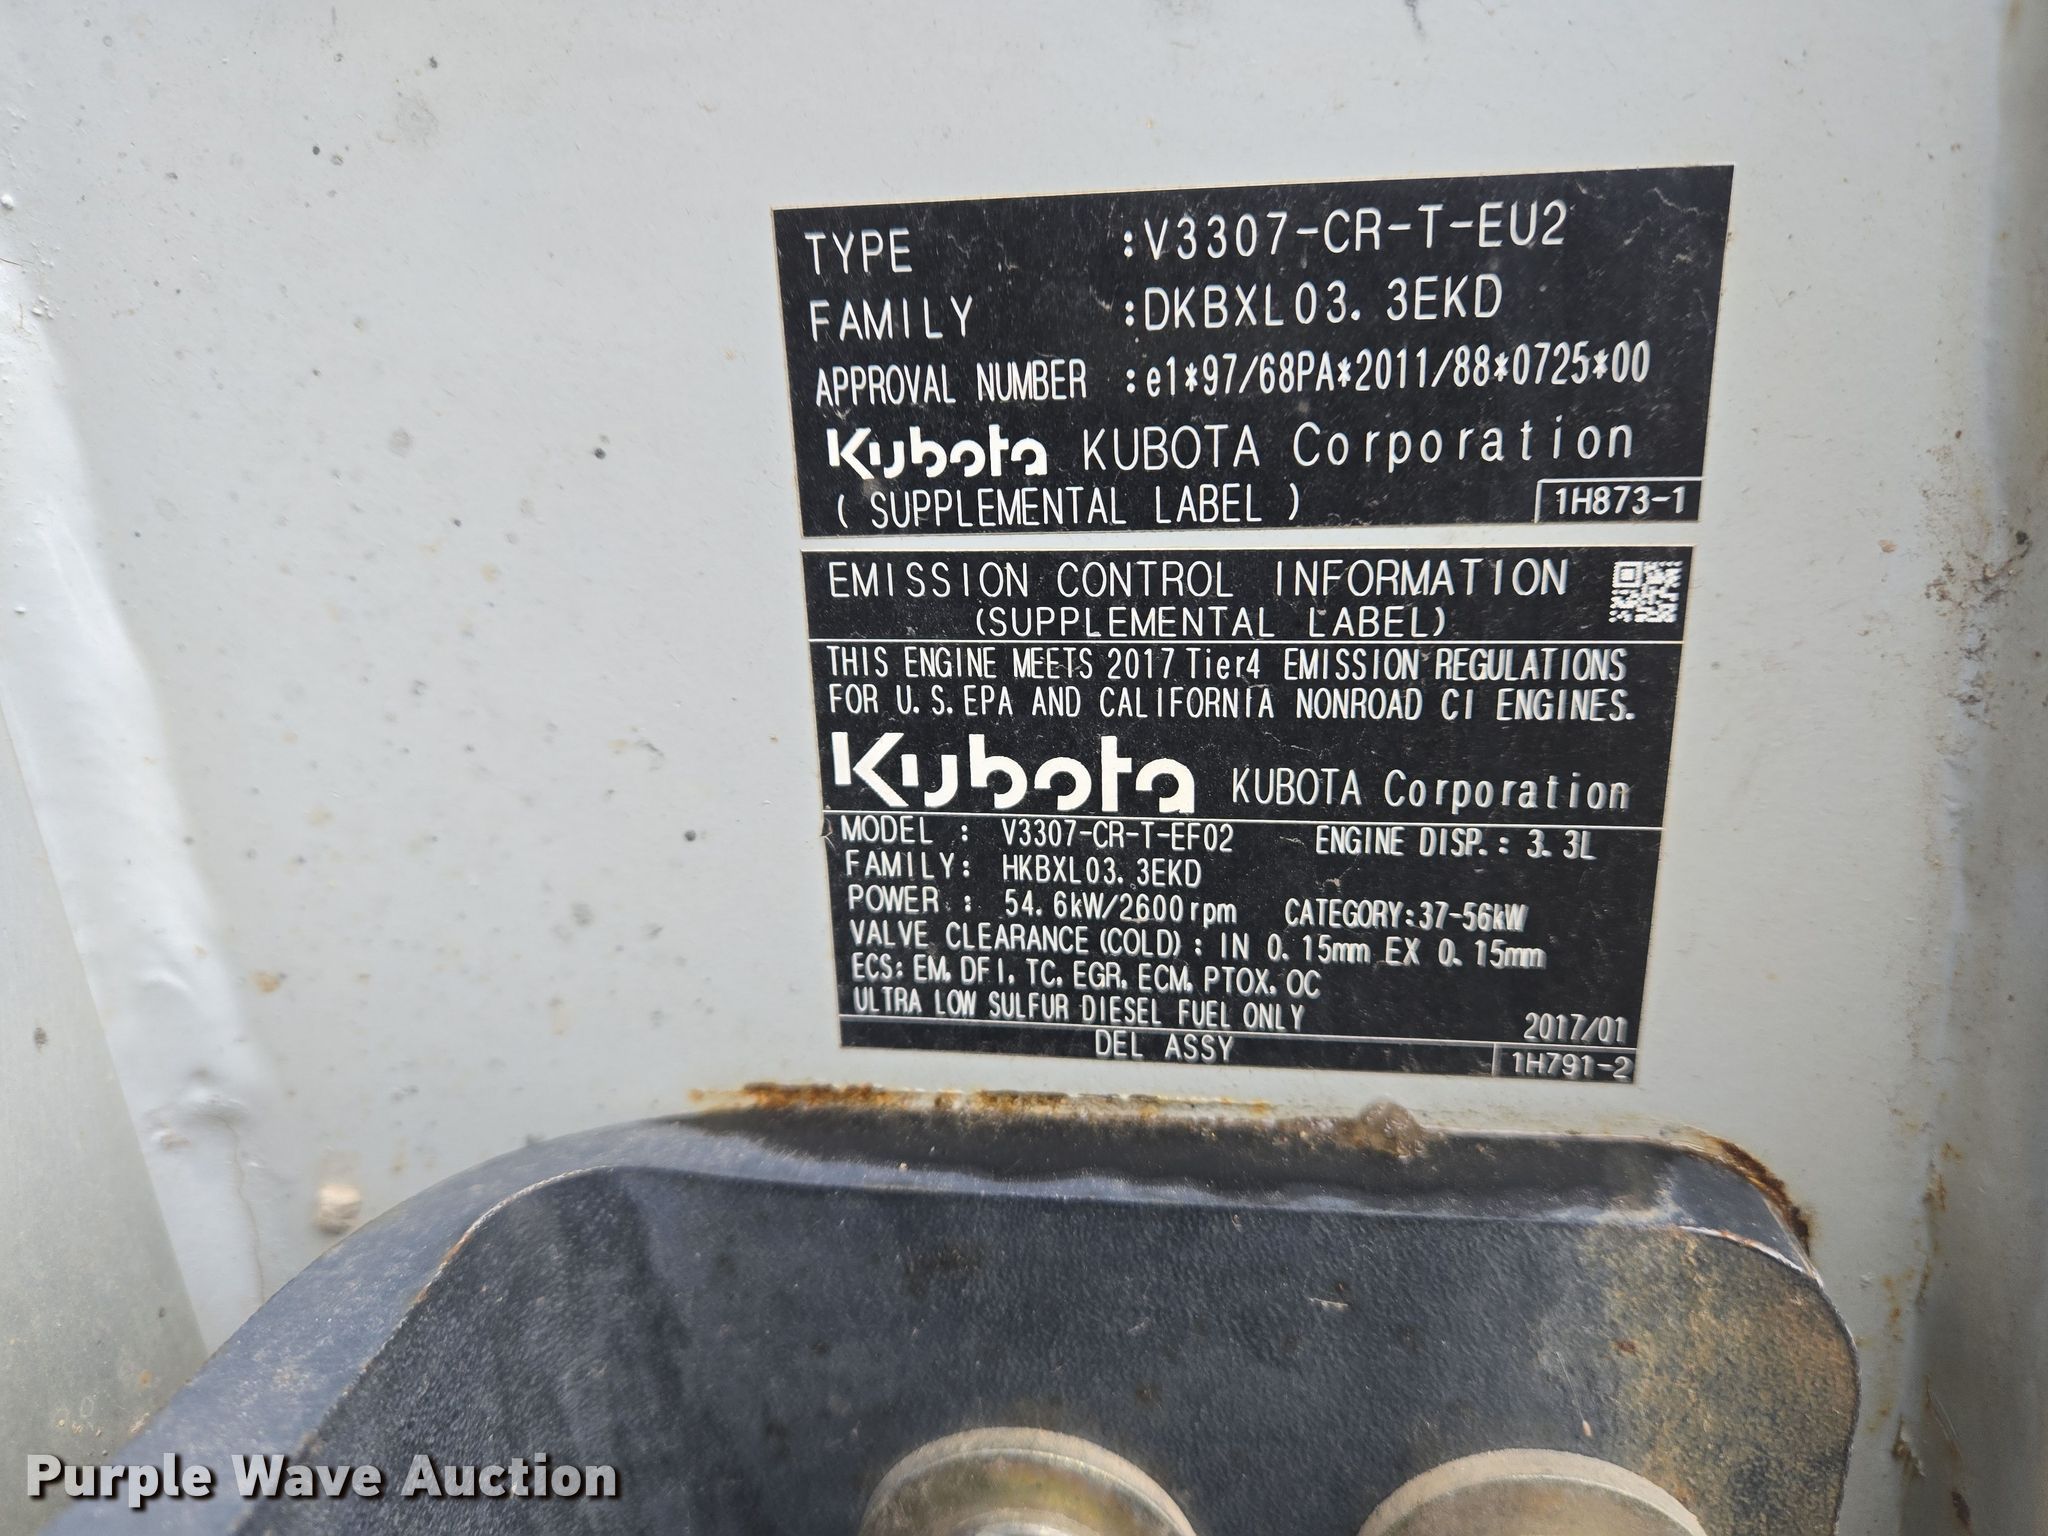 TYPE :V3307-CR-T-EU2
FAMILY :DKBXL03.3EKD
APPROVAL NUMBER :e1*97/68PA*2011/88*0725*00
Kubota KUBOTA Corporation
(SUPPLEMENTAL LABEL) 1H873-1
EMISSION CONTROL INFORMATION
(SUPPLEMENTAL LABEL)
THIS ENGINE MEETS 2017 Tier4 EMISSION REGULATIONS
FOR U.S.EPA AND CALIFORNIA NONROAD CI ENGINES.
Kubota KUBOTA Corporation
MODEL : V3307-CR-T-EF02 ENGINE DISP.: 3.3L
FAMILY: HKBXL03.3EKD
POWER : 54.6kW/2600rpm CATEGORY:37-56kW
VALVE CLEARANCE(COLD): IN 0.15mm EX 0.15mm
ECS: EM, DFI, TC, EGR, ECM, PTOX, OC
ULTRA LOW SULFUR DIESEL FUEL ONLY 2017/01
DEL ASSY 1H791-2
Purple Wave Auction